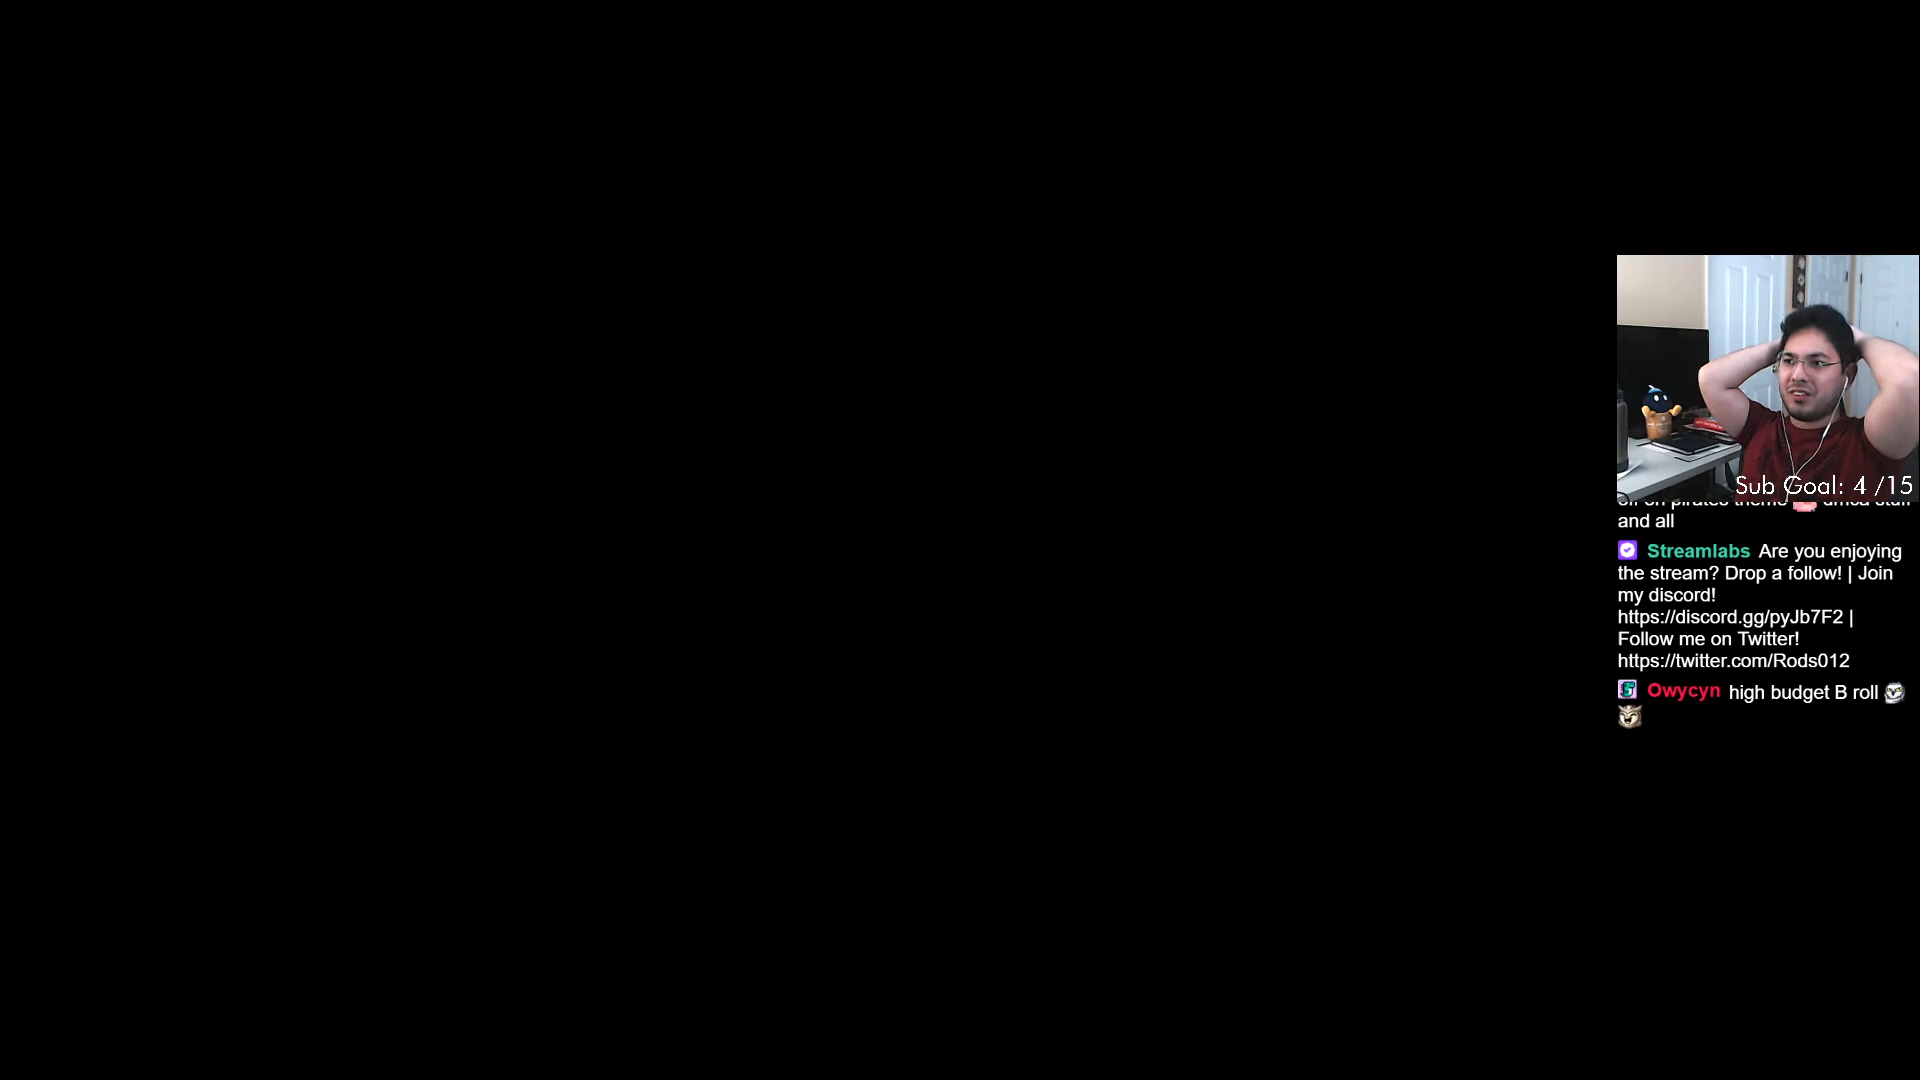 Sub Goal: 4 /15
and all
Streamlabs Are you enjoying
the stream? Drop a follow! | Join
my discord!
https://discord.gg/pyJb7F2 |
Follow me on Twitter!
https://twitter.com/Rods012
Owycyn high budget B roll